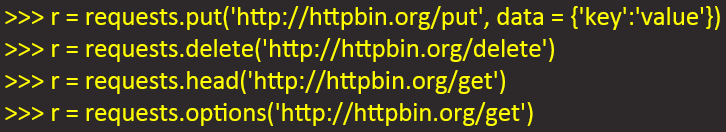 >>> r = requests.put('http://httpbin.org/put', data = {'key':'value'})
>>> r = requests.delete('http://httpbin.org/delete')
>>> r = requests.head('http://httpbin.org/get')
>>> r = requests.options('http://httpbin.org/get')